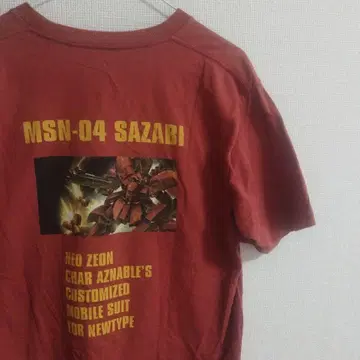 MSN-04 SAZABI
NEO ZEON
CHAR AZNABLE'S
CUSTOMIZED
MOBILE SUIT
FOR NEWTYPE